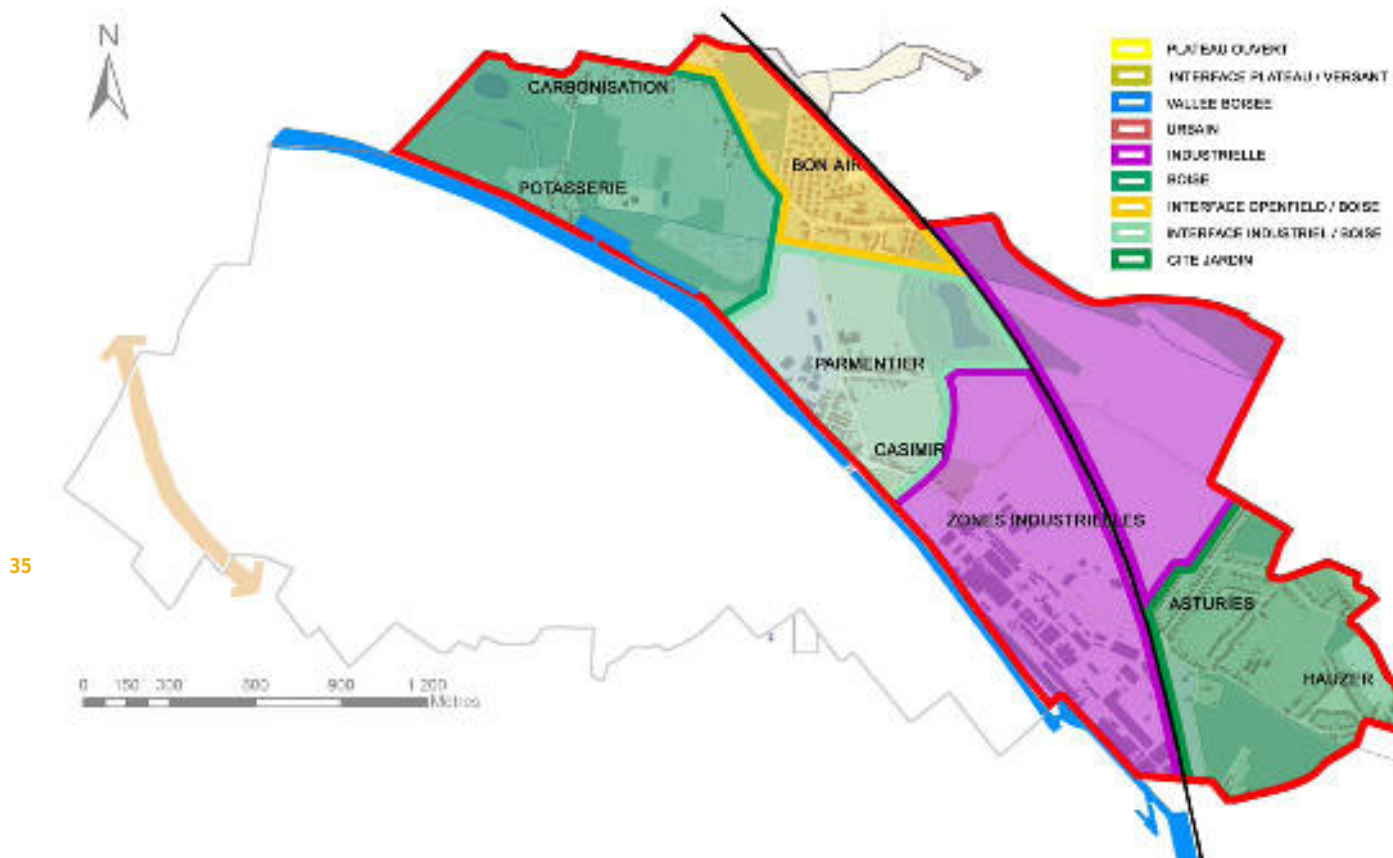 N
PLATEAU OUVERT
INTERFACE PLATEAU / VERSANT
VALLEE BOISEE
URBAIN
INDUSTRIELLE
BOISE
INTERFACE OPENFIELD / BOISE
INTERFACE INDUSTRIEL / BOISE
CITE JARDIN
CARBONISATION
BON AIR
POTASSERIE
PARMENTIER
CASIMIR
ZONES INDUSTRIELLES
35
ASTURIES
HAUZER
0 150 300 600 900 1 200
Mètres